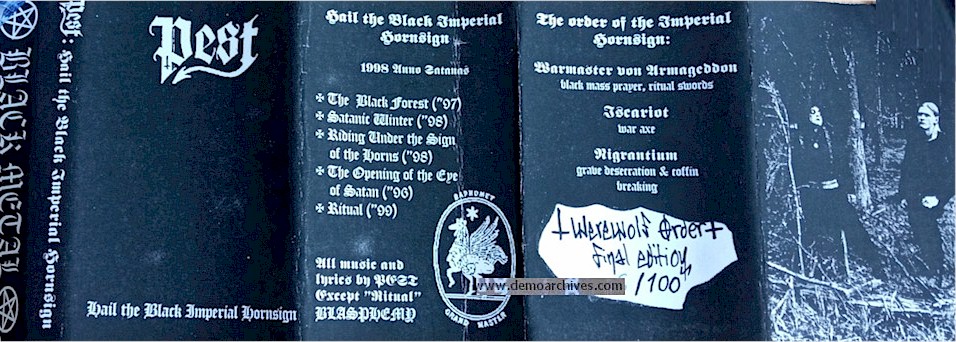 BLACK METAL
Pest: Hail the Black Imperial Hornsign
Pest
Hail the Black Imperial Hornsign
Hail the Black Imperial
Hornsign
1998 Anno Satanas
✠ The Black Forest ("97)
✠ Satanic Winter ("98)
✠ Riding Under the Sign
of the Horns ("98)
✠ The Opening of the Eye
of Satan ("96)
✠ Ritual ("99)
All music and
lyrics by PEST
Except "Ritual"
BLASPHEMY
BAPHOMET
GRAND MASTER
The order of the Imperial
Hornsign:
Warmaster von Armageddon
black mass prayer, ritual swords
Iscariot
war axe
Nigrantium
grave desecration & coffin
breaking
+Werewolf Order+
Final edition
/100
www.demoarchives.com